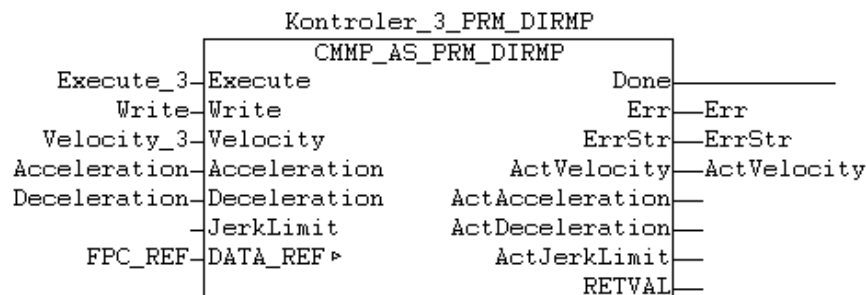 Kontroler_3_PRM_DIRMP
CMMP_AS_PRM_DIRMP
Execute_3 Execute Done
Write Write Err Err
Velocity_3 Velocity ErrStr ErrStr
Acceleration Acceleration ActVelocity ActVelocity
Deceleration Deceleration ActAcceleration
JerkLimit ActDeceleration
FPC_REF DATA_REF ActJerkLimit
RETVAL